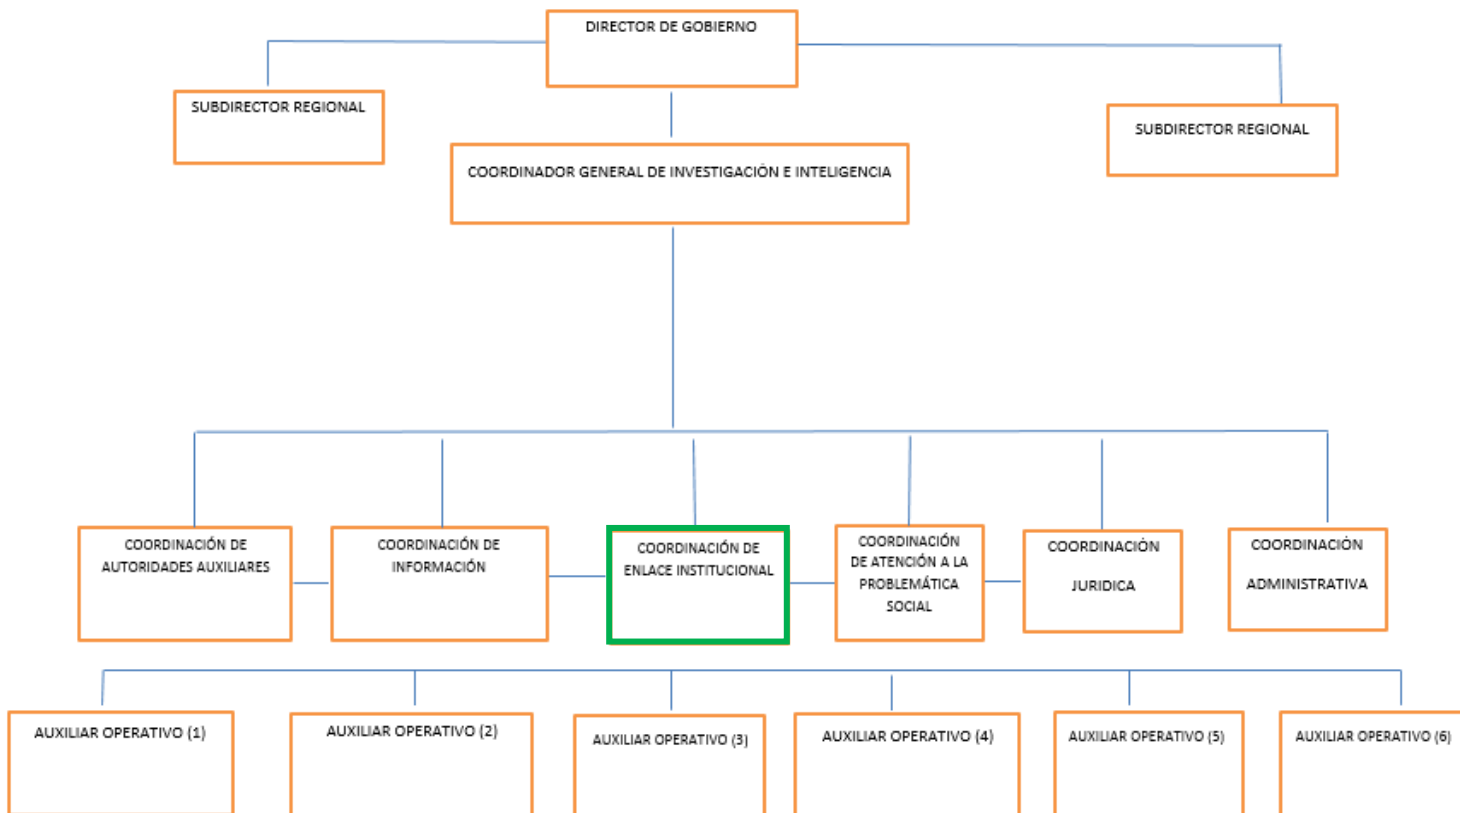 DIRECTOR DE GOBIERNO
SUBDIRECTOR REGIONAL
SUBDIRECTOR REGIONAL
COORDINADOR GENERAL DE INVESTIGACIÓN E INTELIGENCIA
COORDINACIÓN DE
AUTORIDADES AUXILIARES
COORDINACIÓN DE
INFORMACIÓN
COORDINACIÓN DE
ENLACE INSTITUCIONAL
COORDINACIÓN
DE ATENCIÓN A LA
PROBLEMÁTICA
SOCIAL
COORDINACIÓN
JURIDICA
COORDINACIÓN
ADMINISTRATIVA
AUXILIAR OPERATIVO (1)
AUXILIAR OPERATIVO (2)
AUXILIAR OPERATIVO (3)
AUXILIAR OPERATIVO (4)
AUXILIAR OPERATIVO (5)
AUXILIAR OPERATIVO (6)